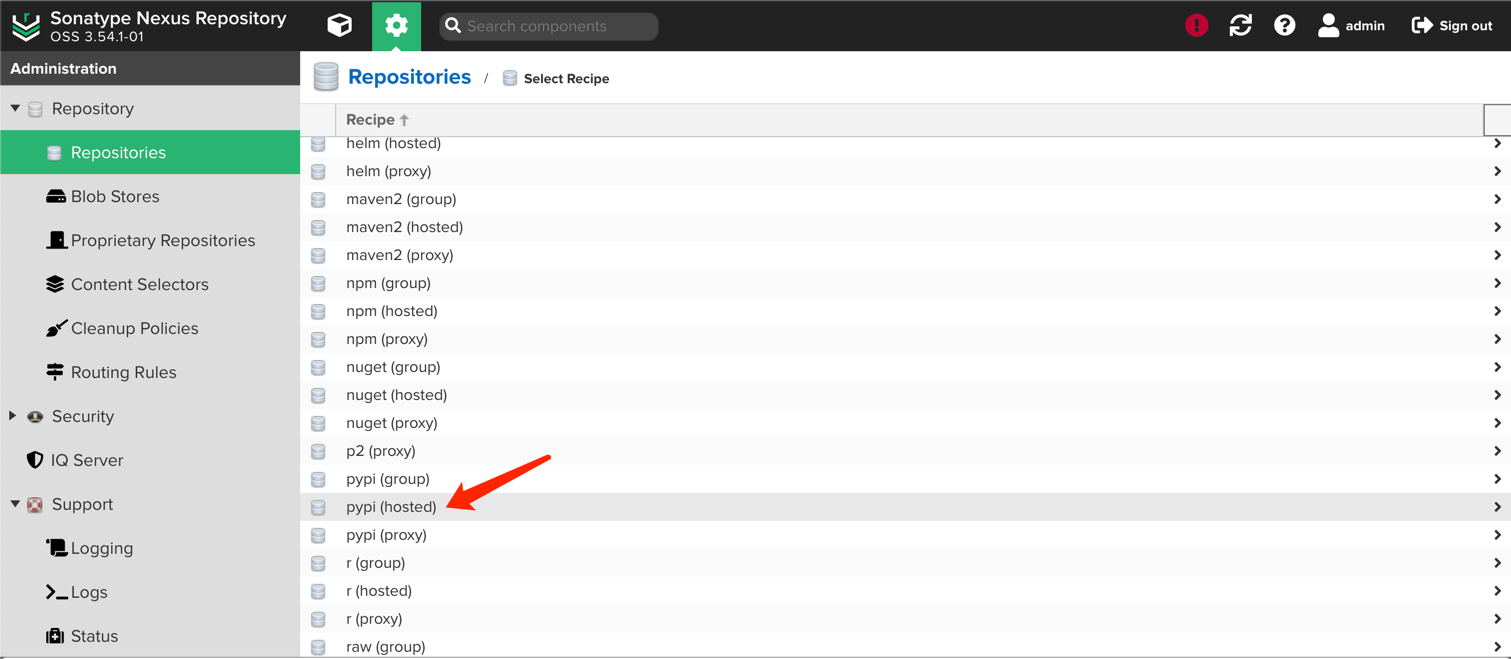 Sonatype Nexus Repository
OSS 3.54.1-01
Search components
admin
Sign out
Administration
Repository
Repositories
Blob Stores
Proprietary Repositories
Content Selectors
Cleanup Policies
Routing Rules
Security
IQ Server
Support
Logging
Logs
Status
Repositories / Select Recipe
Recipe
helm (hosted)
helm (proxy)
maven2 (group)
maven2 (hosted)
maven2 (proxy)
npm (group)
npm (hosted)
npm (proxy)
nuget (group)
nuget (hosted)
nuget (proxy)
p2 (proxy)
pypi (group)
pypi (hosted)
pypi (proxy)
r (group)
r (hosted)
r (proxy)
raw (group)